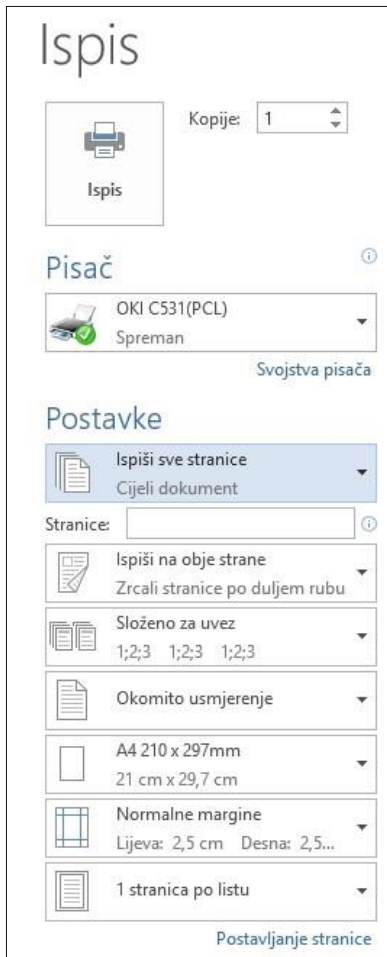 Ispis
Kopije: 1
Ispis
Pisač
OKI C531(PCL)
Spreman
Svojstva pisača
Postavke
Ispiši sve stranice
Cijeli dokument
Stranice:
Ispiši na obje strane
Zrcali stranice po duljem rubu
Složeno za uvez
1;2;3 1;2;3 1;2;3
Okomito usmjerenje
A4 210 x 297mm
21 cm x 29,7 cm
Normalne margine
Lijeva: 2,5 cm Desna: 2,5...
1 stranica po listu
Postavljanje stranice